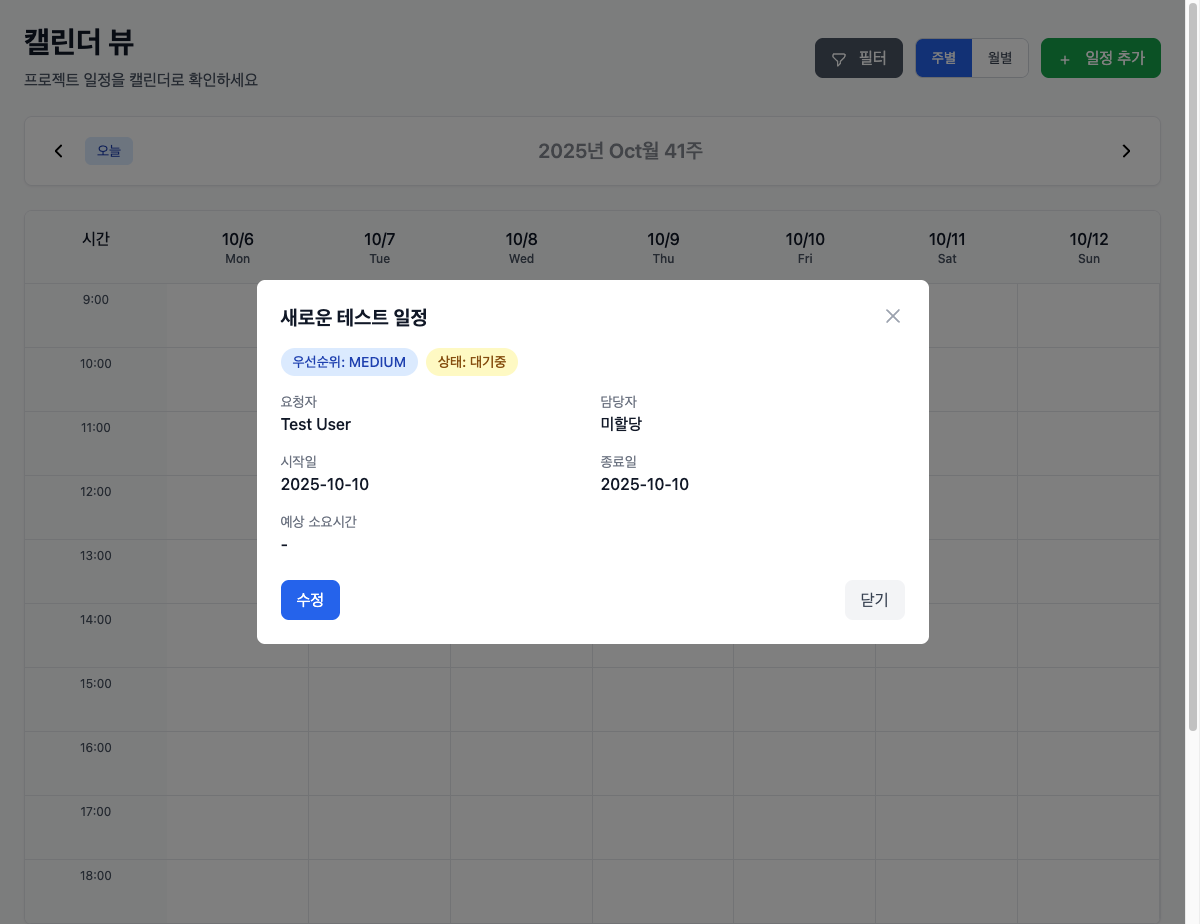 캘린더 뷰
프로젝트 일정을 캘린더로 확인하세요
필터
주별
월별
+ 일정 추가
오늘
2025년 Oct월 41주
시간
10/6
Mon
10/7
Tue
10/8
Wed
10/9
Thu
10/10
Fri
10/11
Sat
10/12
Sun
9:00
10:00
11:00
12:00
13:00
14:00
15:00
16:00
17:00
18:00
새로운 테스트 일정
우선순위: MEDIUM
상태: 대기중
요청자
Test User
담당자
미할당
시작일
2025-10-10
종료일
2025-10-10
예상 소요시간
-
수정
닫기